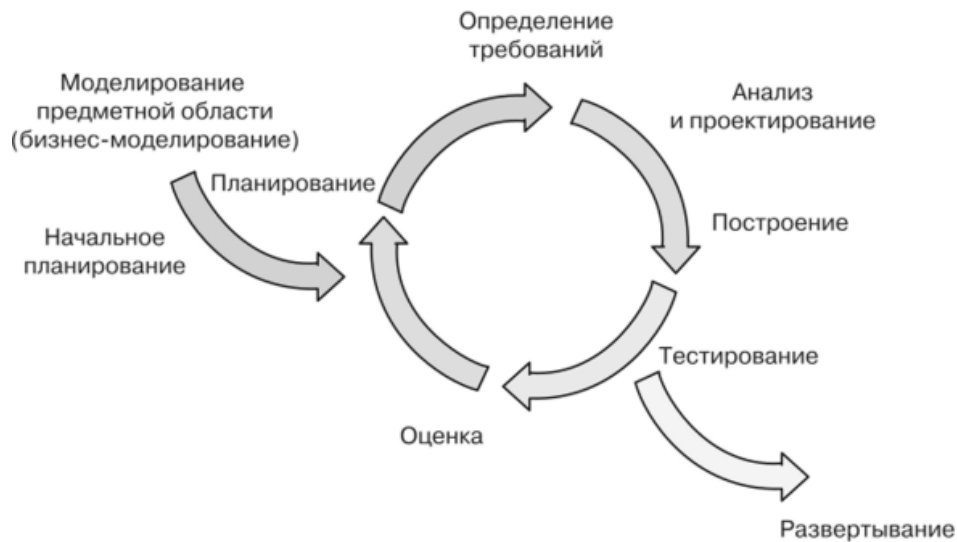 Определение
требований
Моделирование
предметной области
(бизнес-моделирование)
Анализ
и проектирование
Планирование
Начальное
планирование
Построение
Тестирование
Оценка
Развертывание